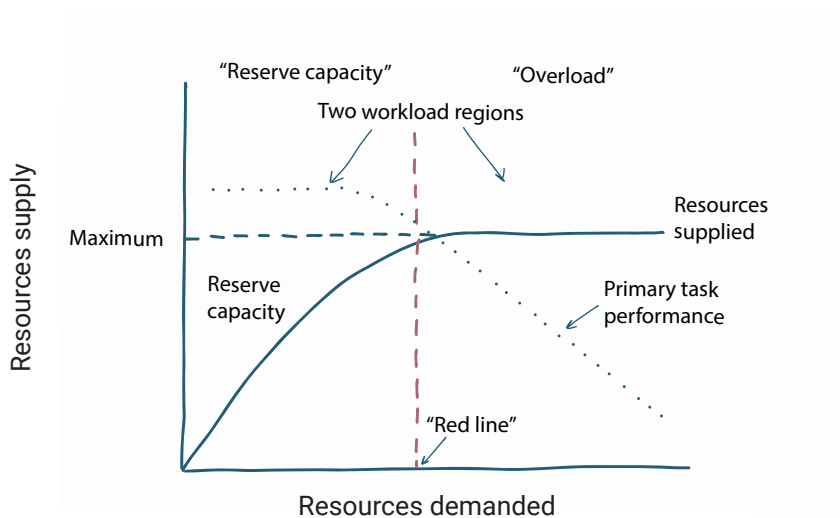 “Reserve capacity”
“Overload”
Two workload regions
Resources supply
Maximum
Resources
supplied
Reserve
capacity
Primary task
performance
“Red line”
Resources demanded